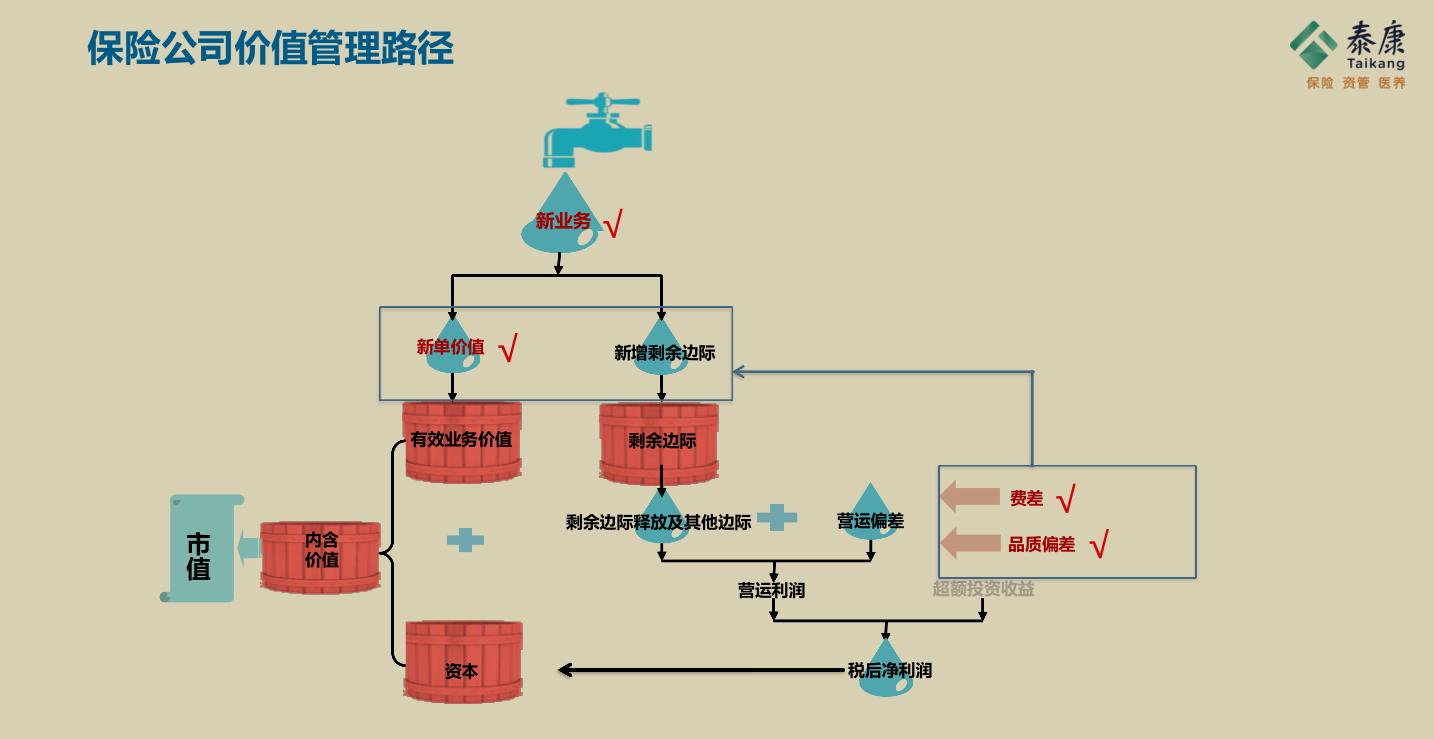 保险公司价值管理路径
泰康
Taikang
保险 资管 医养
新业务 √
新单价值 √
新增剩余边际
有效业务价值
剩余边际
费差 √
剩余边际释放及其他边际
营运偏差
品质偏差 √
市值
内含
价值
营运利润
超额投资收益
资本
税后净利润